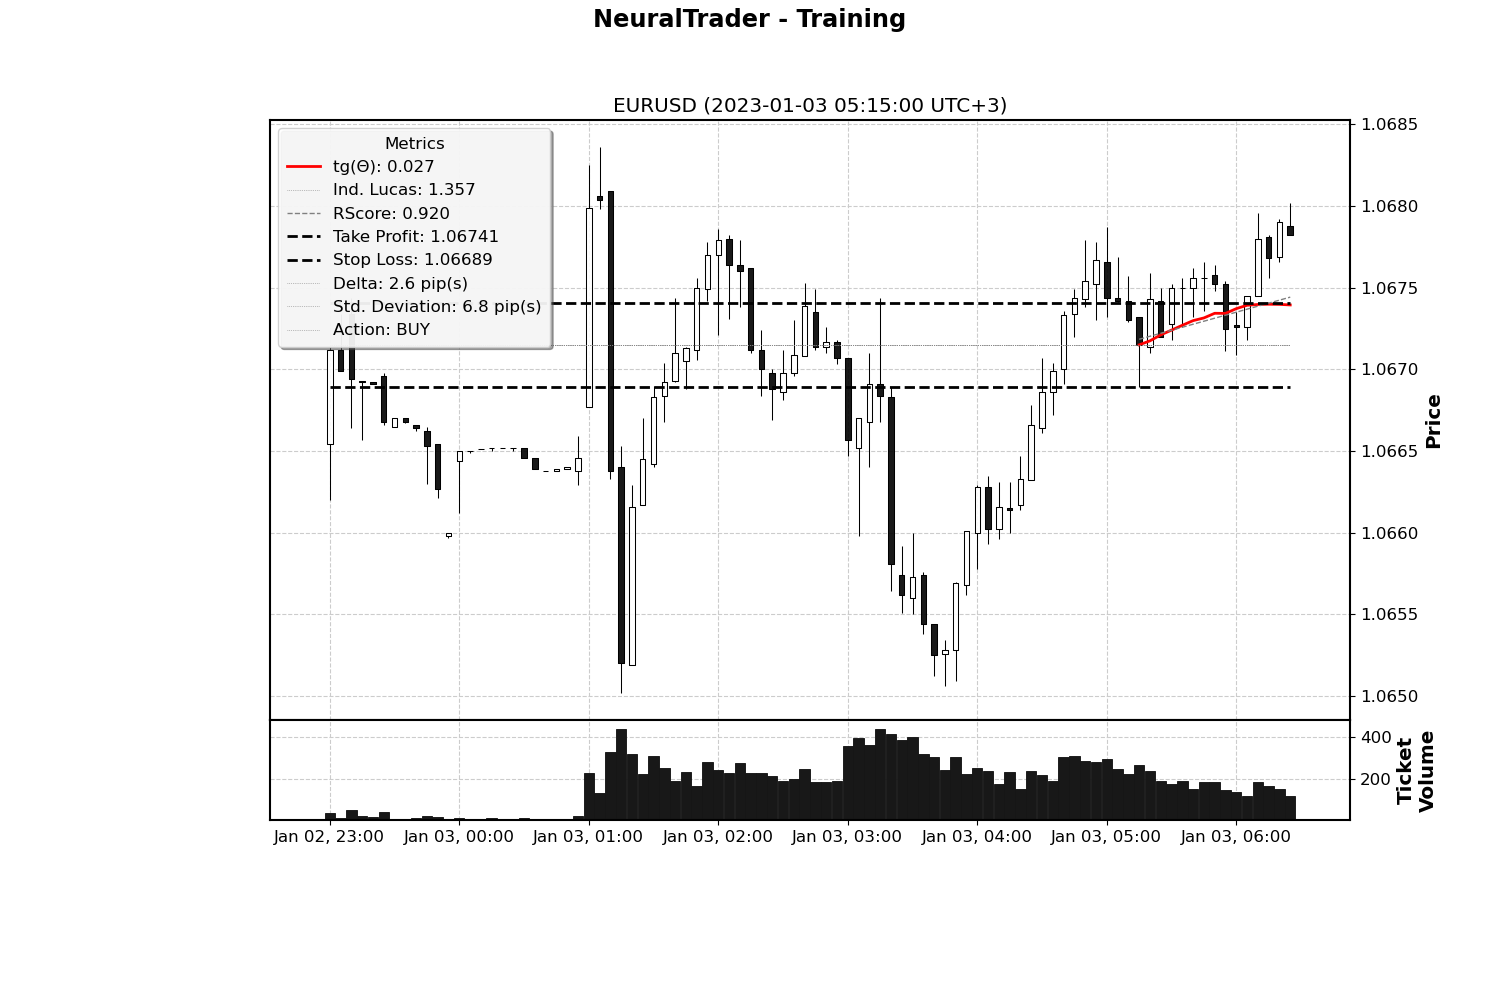 NeuralTrader - Training
EURUSD (2023-01-03 05:15:00 UTC+3)
Metrics
tg(Θ): 0.027
Ind. Lucas: 1.357
RScore: 0.920
Take Profit: 1.06741
Stop Loss: 1.06689
Delta: 2.6 pip(s)
Std. Deviation: 6.8 pip(s)
Action: BUY
1.0685
1.0680
1.0675
1.0670
1.0665
1.0660
1.0655
1.0650
Price
400
200
Ticket
Volume
Jan 02, 23:00 Jan 03, 00:00 Jan 03, 01:00 Jan 03, 02:00 Jan 03, 03:00 Jan 03, 04:00 Jan 03, 05:00 Jan 03, 06:00